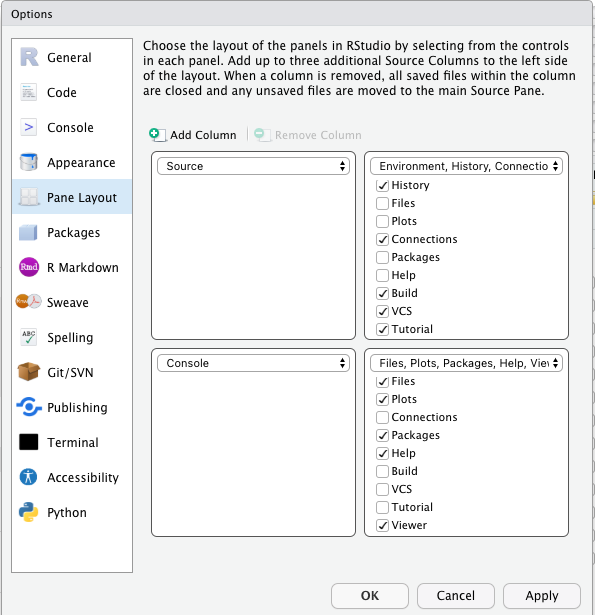 Options
General
Code
Console
Appearance
Pane Layout
Packages
R Markdown
Sweave
Spelling
Git/SVN
Publishing
Terminal
Accessibility
Python
Choose the layout of the panels in RStudio by selecting from the controls
in each panel. Add up to three additional Source Columns to the left side
of the layout. When a column is removed, all saved files within the column
are closed and any unsaved files are moved to the main Source Pane.
Add Column
Remove Column
Source
Environment, History, Connectio
History
Files
Plots
Connections
Packages
Help
Build
VCS
Tutorial
Console
Files, Plots, Packages, Help, View
Files
Plots
Connections
Packages
Help
Build
VCS
Tutorial
Viewer
OK
Cancel
Apply